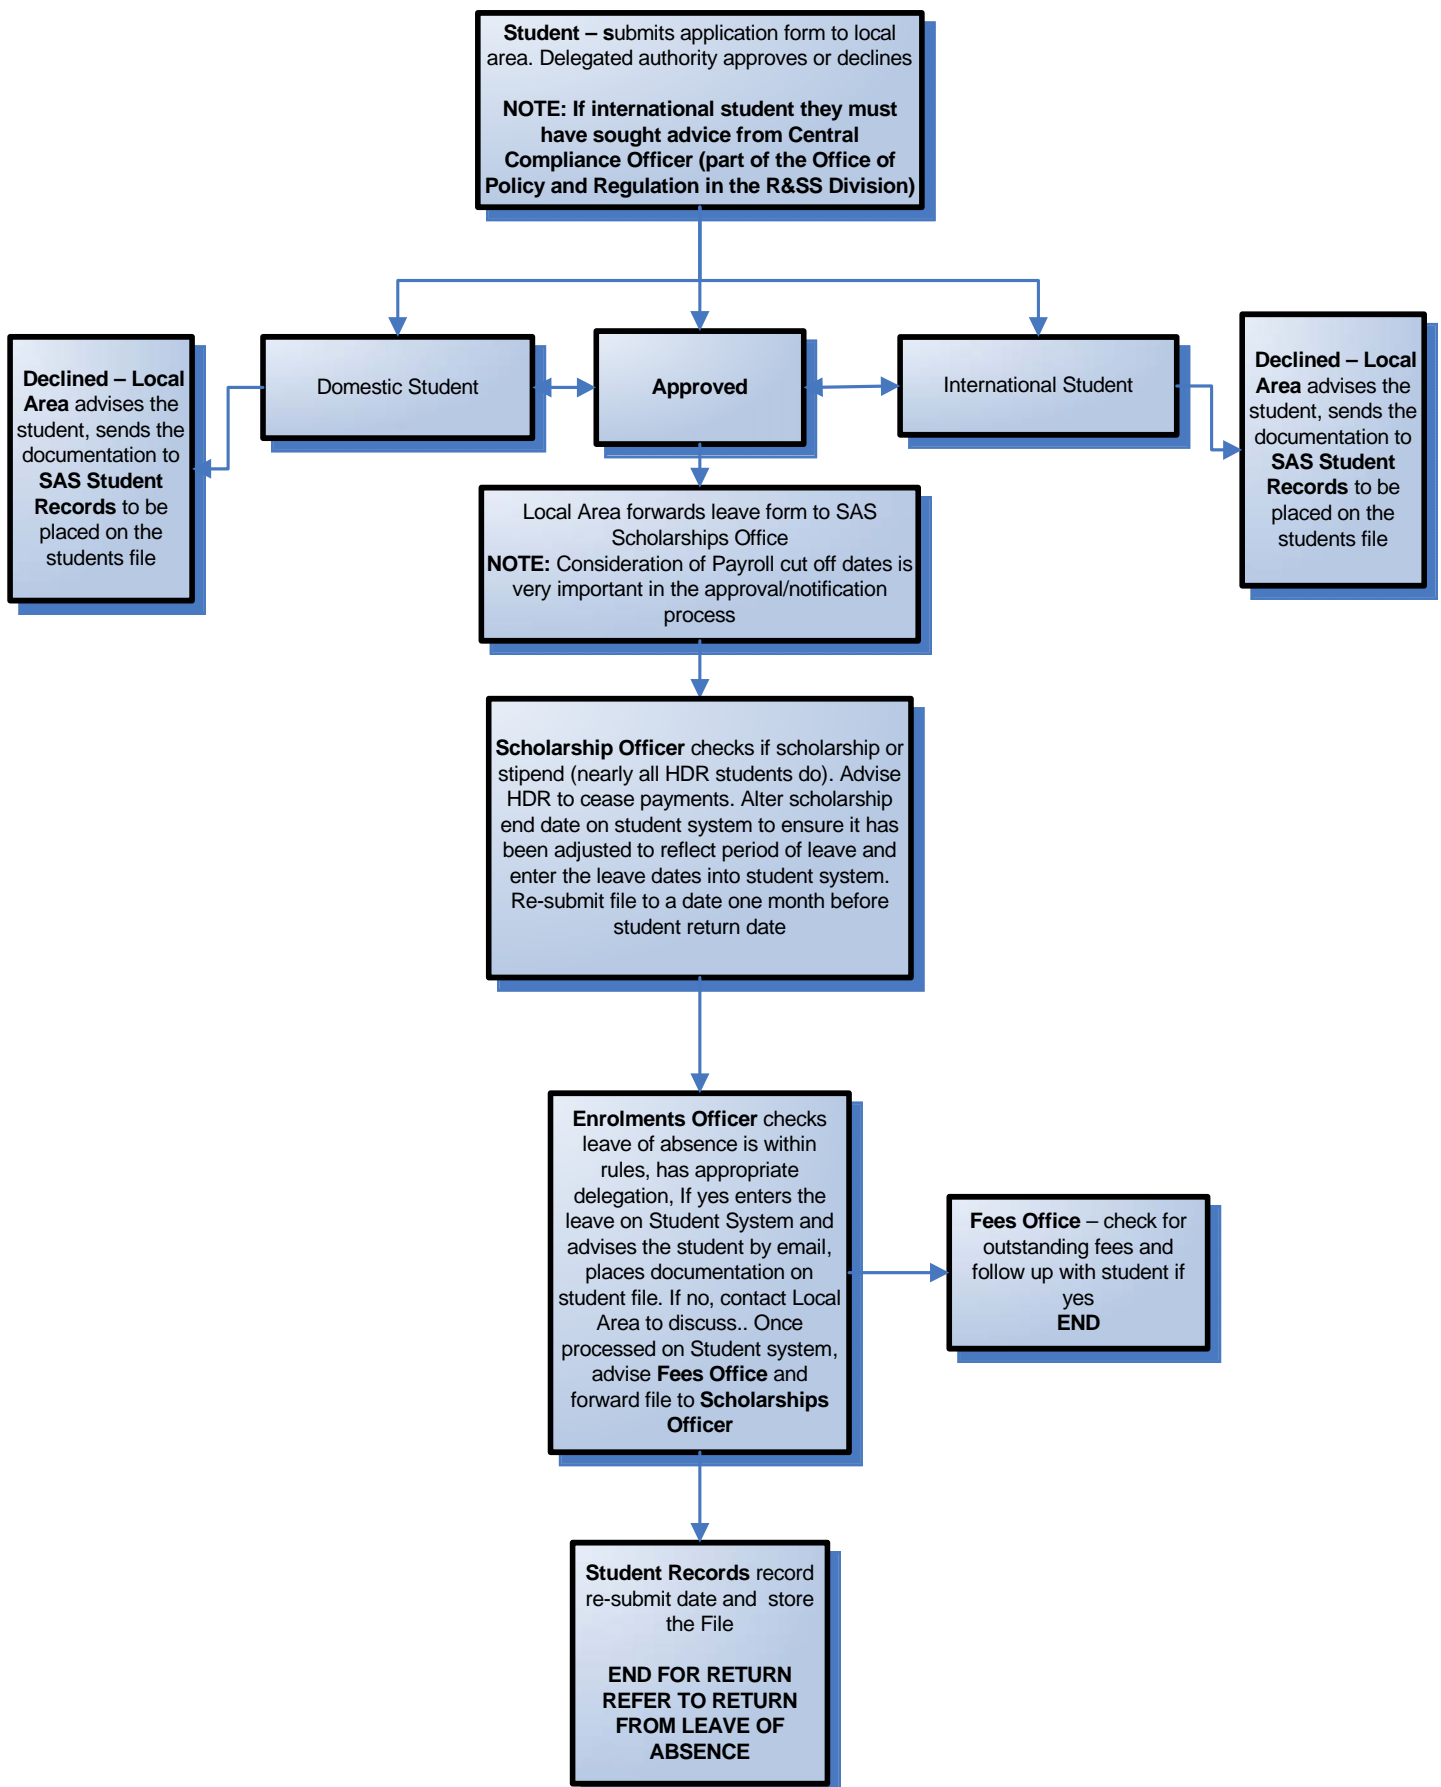 Student – submits application form to local
area. Delegated authority approves or declines
NOTE: If international student they must
have sought advice from Central
Compliance Officer (part of the Office of
Policy and Regulation in the R&SS Division)
Declined – Local
Area advises the
student, sends the
documentation to
SAS Student
Records to be
placed on the
students file
Domestic Student
Approved
International Student
Declined – Local
Area advises the
student, sends the
documentation to
SAS Student
Records to be
placed on the
students file
Local Area forwards leave form to SAS
Scholarships Office
NOTE: Consideration of Payroll cut off dates is
very important in the approval/notification
process
Scholarship Officer checks if scholarship or
stipend (nearly all HDR students do). Advise
HDR to cease payments. Alter scholarship
end date on student system to ensure it has
been adjusted to reflect period of leave and
enter the leave dates into student system.
Re-submit file to a date one month before
student return date
Enrolments Officer checks
leave of absence is within
rules, has appropriate
delegation, If yes enters the
leave on Student System and
advises the student by email,
places documentation on
student file. If no, contact Local
Area to discuss.. Once
processed on Student system,
advise Fees Office and
forward file to Scholarships
Officer
Fees Office – check for
outstanding fees and
follow up with student if
yes
END
Student Records record
re-submit date and  store
the File
END FOR RETURN
REFER TO RETURN
FROM LEAVE OF
ABSENCE